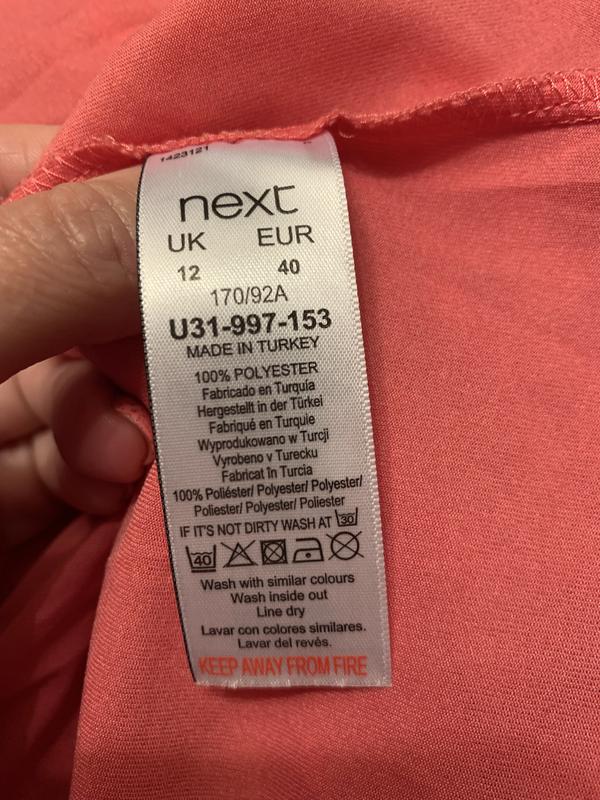 1423121
next
UK EUR
12 40
170/92A
U31-997-153
MADE IN TURKEY
100% POLYESTER
Fabricado en Turquía
Hergestellt in der Türkei
Fabriqué en Turquie
Wyprodukowano w Turcji
Vyrobeno v Turecku
Fabricat în Turcia
100% Poliéster/ Polyester/ Polyester/
Poliester/ Polyester/ Poliester
IF IT'S NOT DIRTY WASH AT 30
40
Wash with similar colours
Wash inside out
Line dry
Lavar con colores similares.
Lavar del revés.
KEEP AWAY FROM FIRE